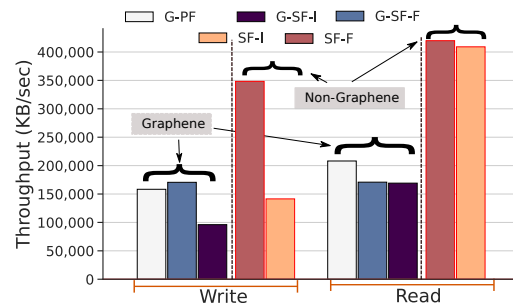 G-PF G-SF-I G-SF-F
SF-I SF-F
Throughput (KB/sec)
400,000
350,000
300,000
250,000
200,000
150,000
100,000
50,000
0
Non-Graphene
Graphene
Write Read